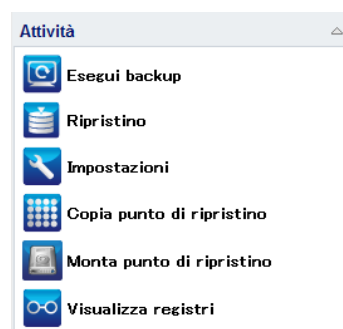 Attività
Esegui backup
Ripristino
Impostazioni
Copia punto di ripristino
Monta punto di ripristino
Visualizza registri